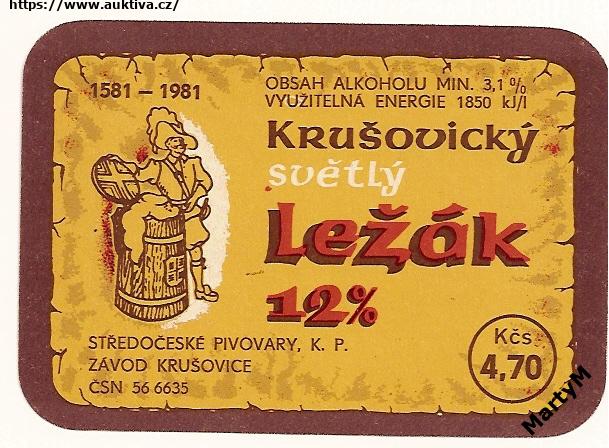 https://www.auktiva.cz/
1581 – 1981
OBSAH ALKOHOLU MIN. 3,1 %
VYUŽITELNÁ ENERGIE 1850 kJ/l
Krušovický
světlý
Ležák
12%
STŘEDOČESKÉ PIVOVARY, K. P.
ZÁVOD KRUŠOVICE
ČSN 56 6635
Kčs
4,70
MartyM